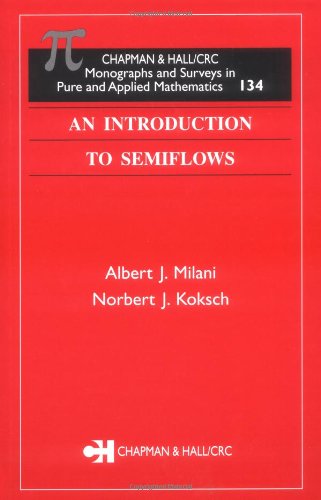 π
CHAPMAN & HALL/CRC
Monographs and Surveys in
Pure and Applied Mathematics 134
AN INTRODUCTION
TO SEMIFLOWS
Albert J. Milani
Norbert J. Koksch
CHAPMAN & HALL/CRC